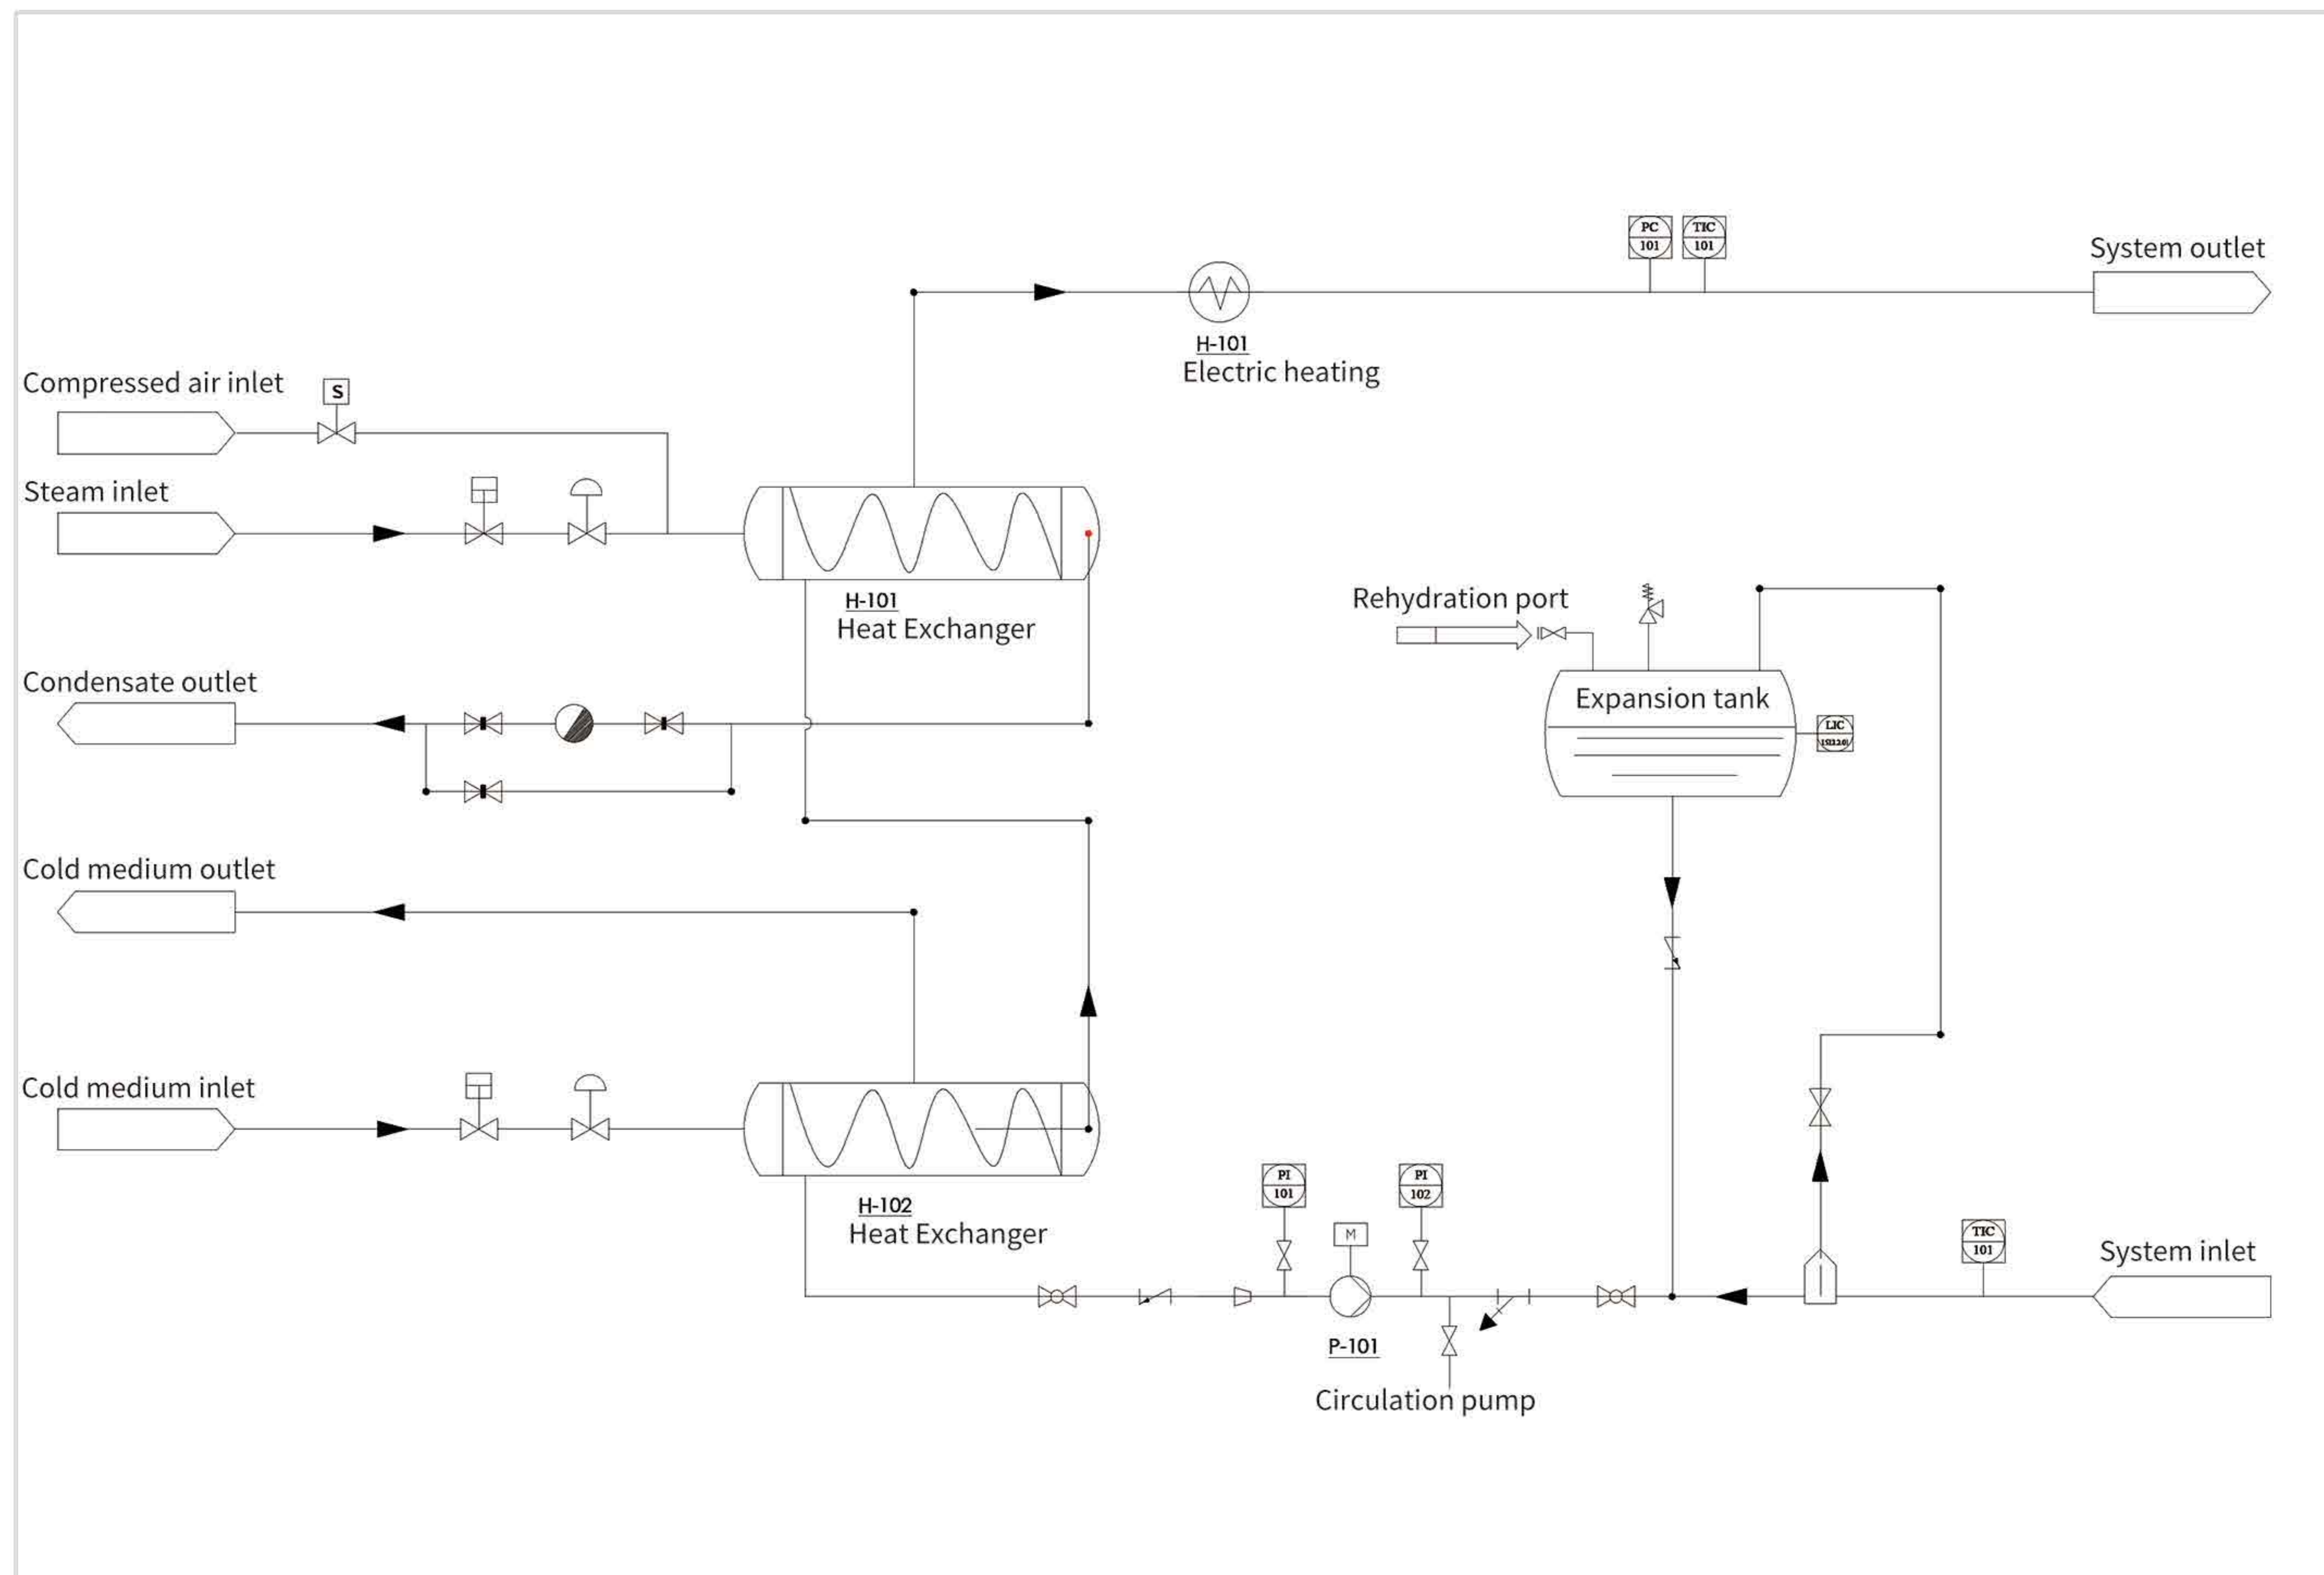 PC
101
TIC
101
System outlet
H-101
Electric heating
Compressed air inlet
S
Steam inlet
H-101
Heat Exchanger
Rehydration port
Condensate outlet
Expansion tank
LIC
Cold medium outlet
Cold medium inlet
H-102
Heat Exchanger
PI
101
PI
102
M
TIC
101
System inlet
P-101
Circulation pump